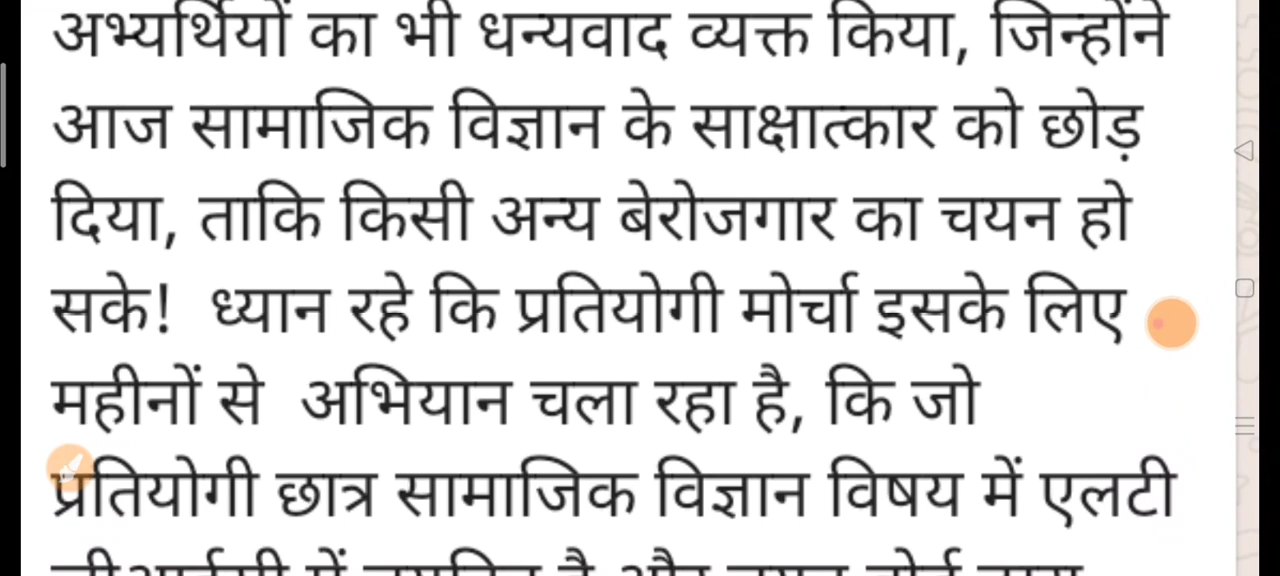 अभ्यर्थियों का भी धन्यवाद व्यक्त किया, जिन्होंने
आज सामाजिक विज्ञान के साक्षात्कार को छोड़
दिया, ताकि किसी अन्य बेरोजगार का चयन हो
सके!  ध्यान रहे कि प्रतियोगी मोर्चा इसके लिए
महीनों से  अभियान चला रहा है, कि जो
प्रतियोगी छात्र सामाजिक विज्ञान विषय में एलटी